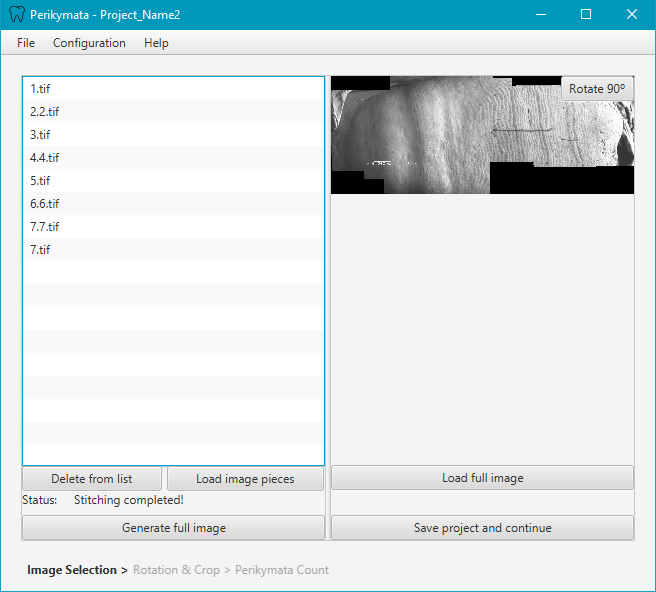 Perikymata - Project_Name2
File Configuration Help
1.tif
2.2.tif
3.tif
4.4.tif
5.tif
6.6.tif
7.7.tif
7.tif
Rotate 90º
Delete from list Load image pieces Load full image
Status: Stitching completed!
Generate full image Save project and continue
Image Selection > Rotation & Crop > Perikymata Count